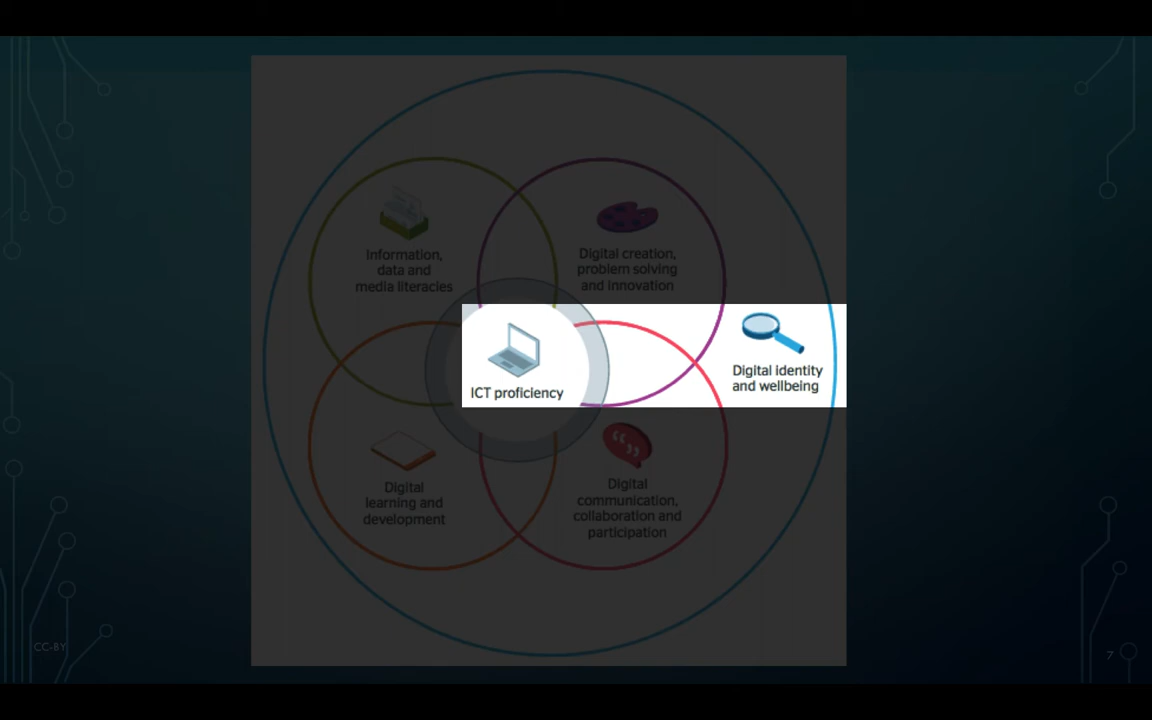 Information,
data and
media literacies
Digital creation,
problem solving
and innovation
ICT proficiency
Digital identity
and wellbeing
Digital
learning and
development
Digital
communication,
collaboration and
participation
CC-BY
7